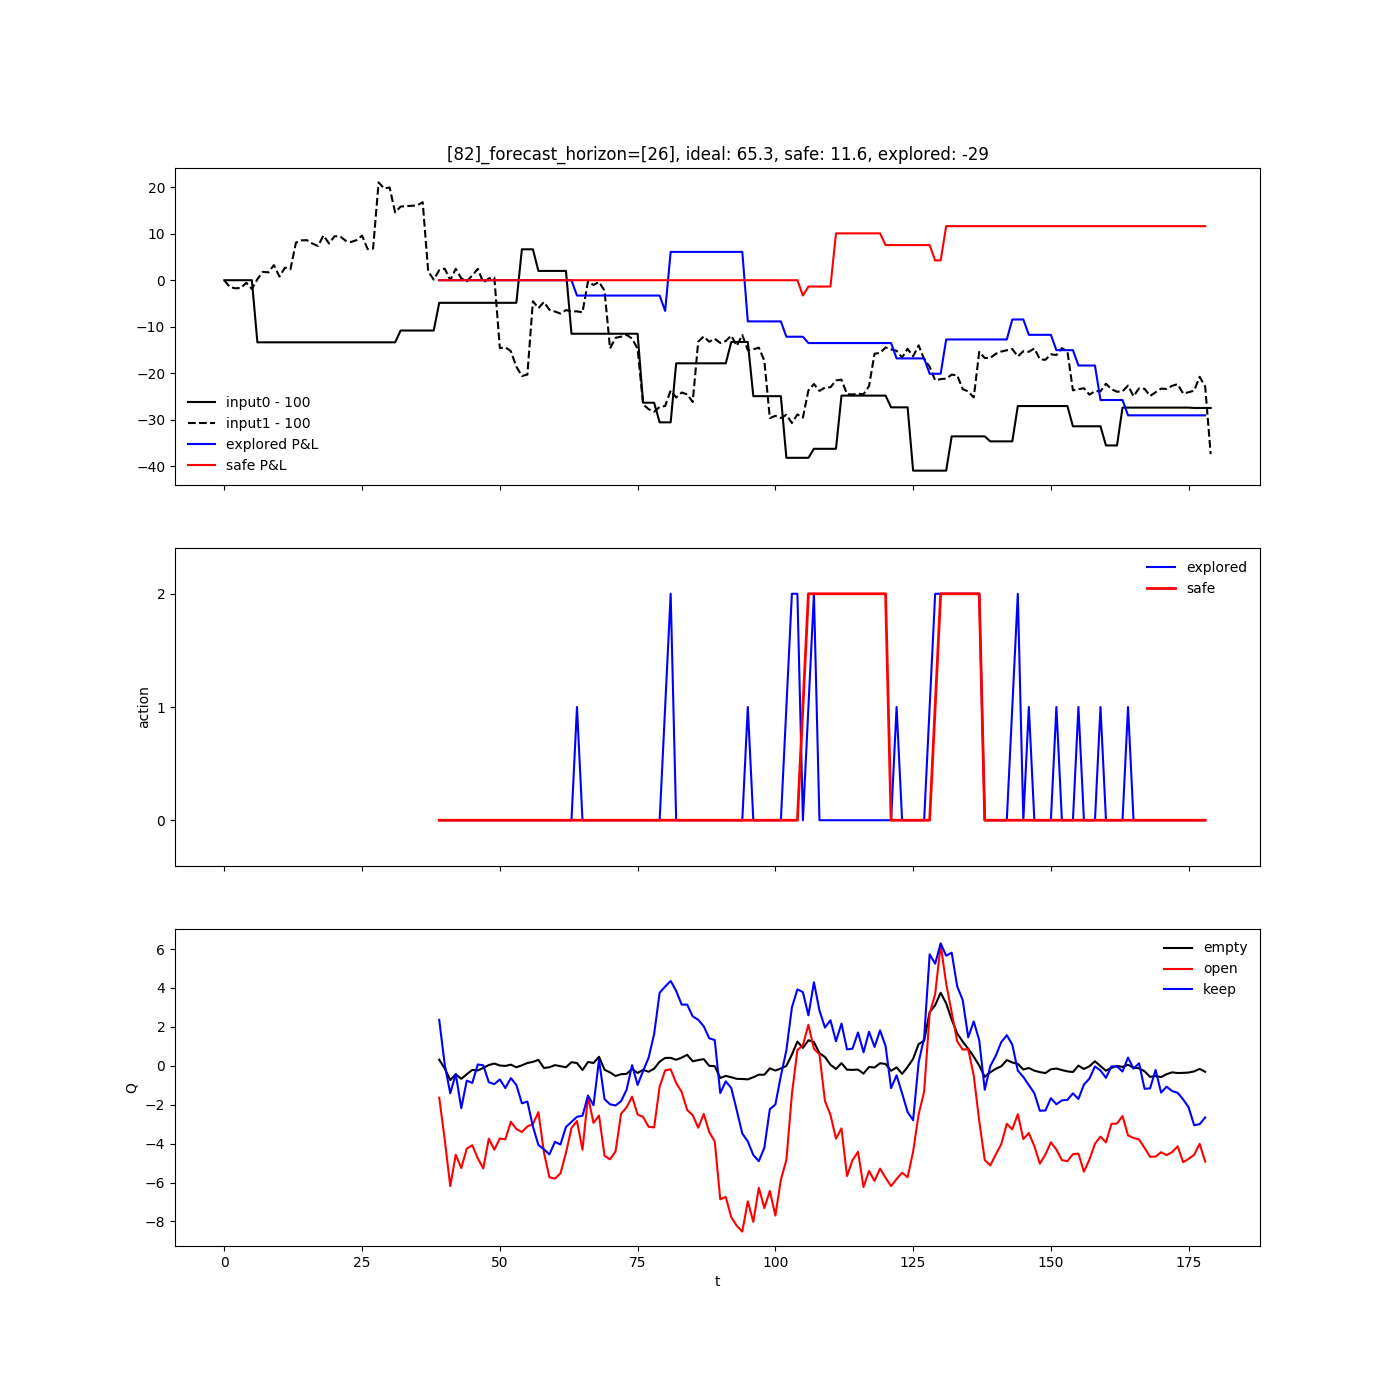 [82]_forecast_horizon=[26], ideal: 65.3, safe: 11.6, explored: -29
20
10
0
−10
−20
−30
−40
input0 - 100
input1 - 100
explored P&L
safe P&L
2
1
0
action
explored
safe
6
4
2
0
−2
−4
−6
−8
Q
empty
open
keep
0 25 50 75 100 125 150 175
t